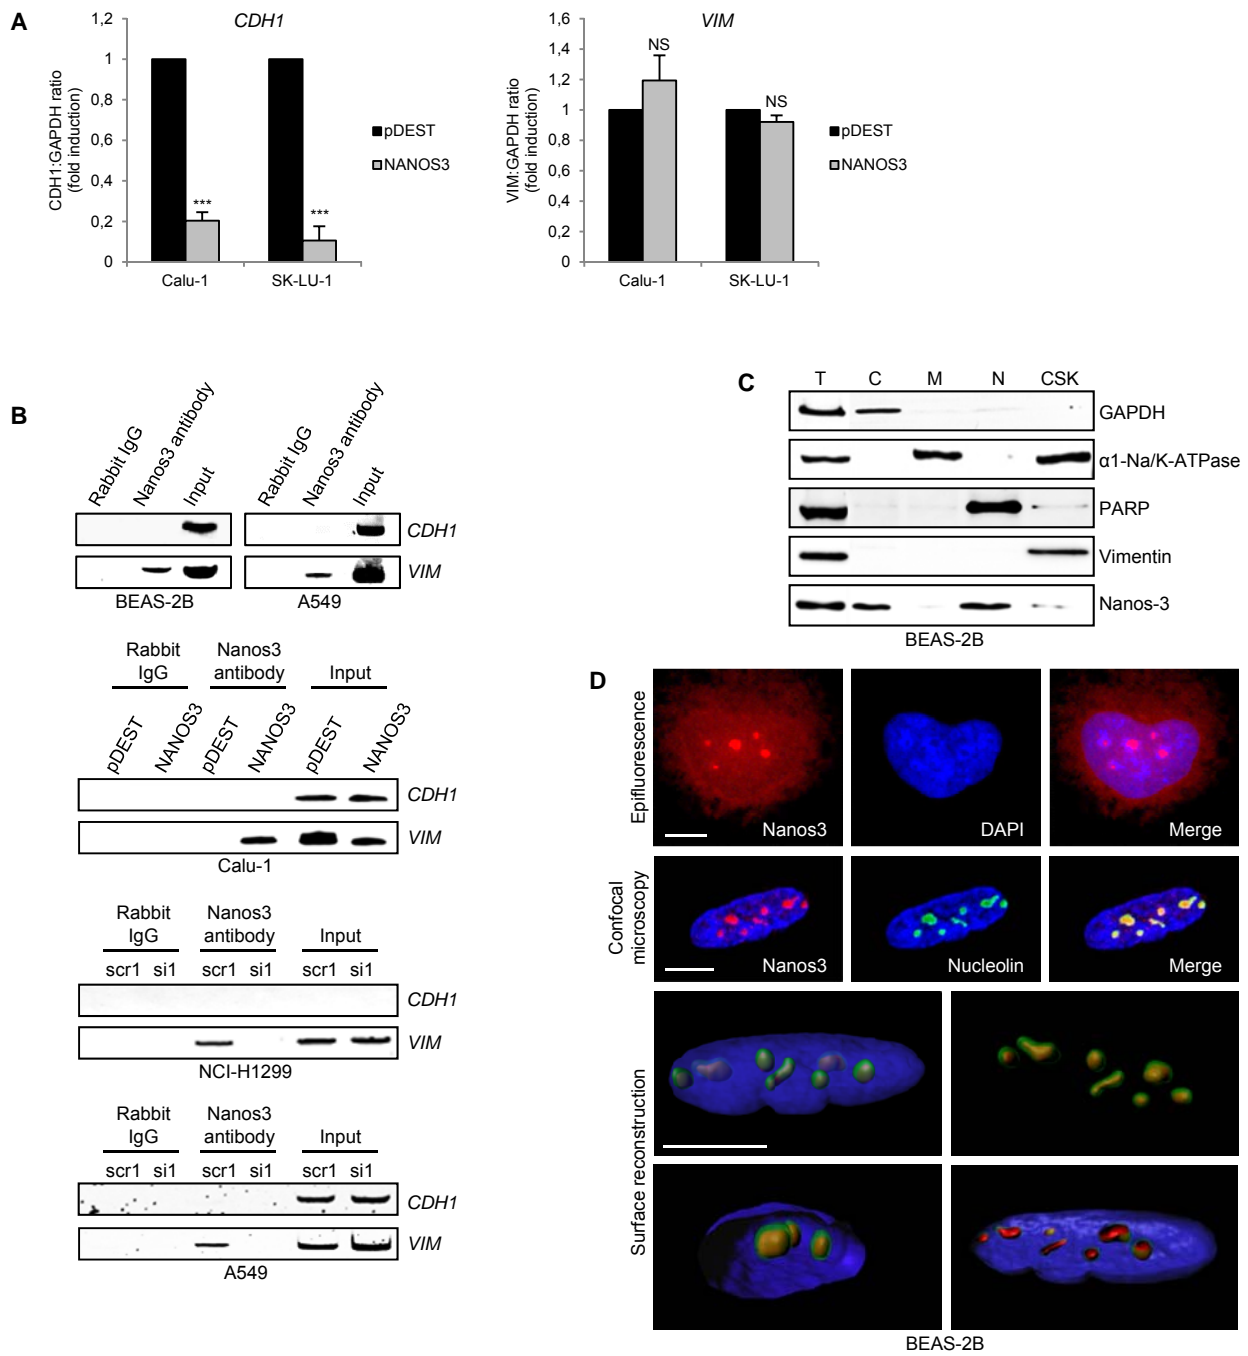 A
CDH1
CDH1:GAPDH ratio
(fold induction)
1,2
1
0,8
0,6
0,4
0,2
0
***
***
Calu-1
SK-LU-1
pDEST
NANOS3
VIM
VIM:GAPDH ratio
(fold induction)
1,6
1,4
1,2
1
0,8
0,6
0,4
0,2
0
NS
NS
Calu-1
SK-LU-1
pDEST
NANOS3
B
Rabbit IgG
Nanos3 antibody
Input
Rabbit IgG
Nanos3 antibody
Input
CDH1
VIM
BEAS-2B
A549
Rabbit
IgG
Nanos3
antibody
Input
pDEST
NANOS3
pDEST
NANOS3
pDEST
NANOS3
CDH1
VIM
Calu-1
Rabbit
IgG
Nanos3
antibody
Input
scr1 si1 scr1 si1 scr1 si1
CDH1
VIM
NCI-H1299
Rabbit
IgG
Nanos3
antibody
Input
scr1 si1 scr1 si1 scr1 si1
CDH1
VIM
A549
C
T C M N CSK
GAPDH
α1-Na/K-ATPase
PARP
Vimentin
Nanos-3
BEAS-2B
D
Epifluorescence
Nanos3
DAPI
Merge
Confocal
microscopy
Nanos3
Nucleolin
Merge
Surface reconstruction
BEAS-2B